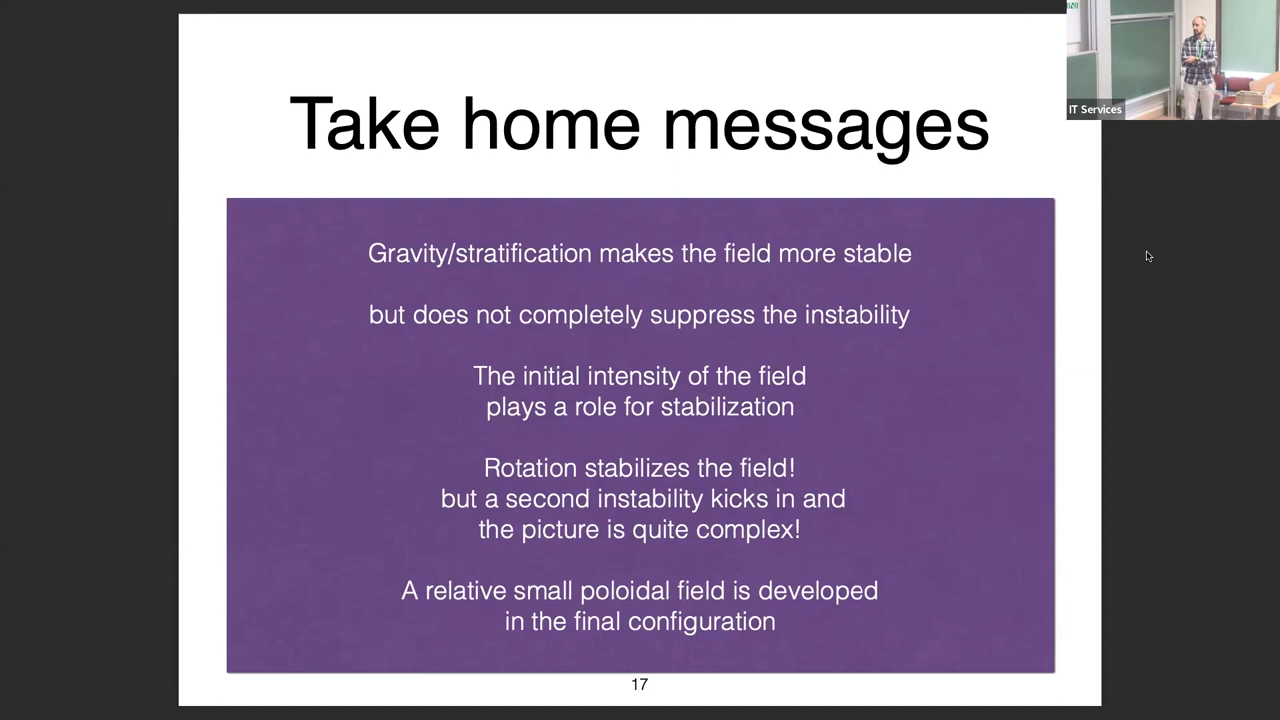 Take home messages
IT Services
Gravity/stratification makes the field more stable
but does not completely suppress the instability
The initial intensity of the field
plays a role for stabilization
Rotation stabilizes the field!
but a second instability kicks in and
the picture is quite complex!
A relative small poloidal field is developed
in the final configuration
17